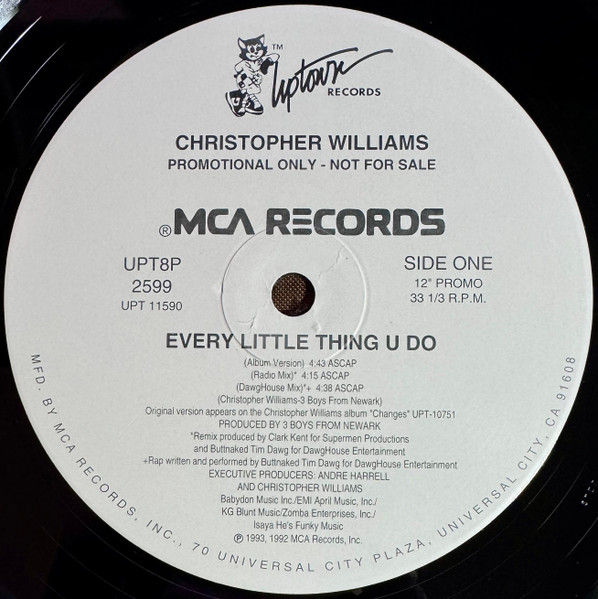 TM
Uptown
RECORDS
CHRISTOPHER WILLIAMS
PROMOTIONAL ONLY - NOT FOR SALE
®MCA RECORDS
UPT8P
2599
UPT 11590
SIDE ONE
12" PROMO
33 1/3 R.P.M.
EVERY LITTLE THING U DO
(Album Version) 4:43 ASCAP
(Radio Mix)* 4:15 ASCAP
(DawgHouse Mix)*+ 4:38 ASCAP
(Christopher Williams-3 Boys From Newark)
Original version appears on the Christopher Williams album "Changes" UPT-10751
PRODUCED BY 3 BOYS FROM NEWARK
*Remix produced by Clark Kent for Supermen Productions
and Buttnaked Tim Dawg for DawgHouse Entertainment
+Rap written and performed by Buttnaked Tim Dawg for DawgHouse Entertainment
EXECUTIVE PRODUCERS: ANDRE HARRELL
AND CHRISTOPHER WILLIAMS
Babydon Music Inc./EMI April Music, Inc./
KG Blunt Music/Zomba Enterprises, Inc./
Isaya He's Funky Music
℗ 1993, 1992 MCA Records, Inc.
MFD. BY MCA RECORDS, INC., 70 UNIVERSAL CITY PLAZA, UNIVERSAL CITY, CA 91608